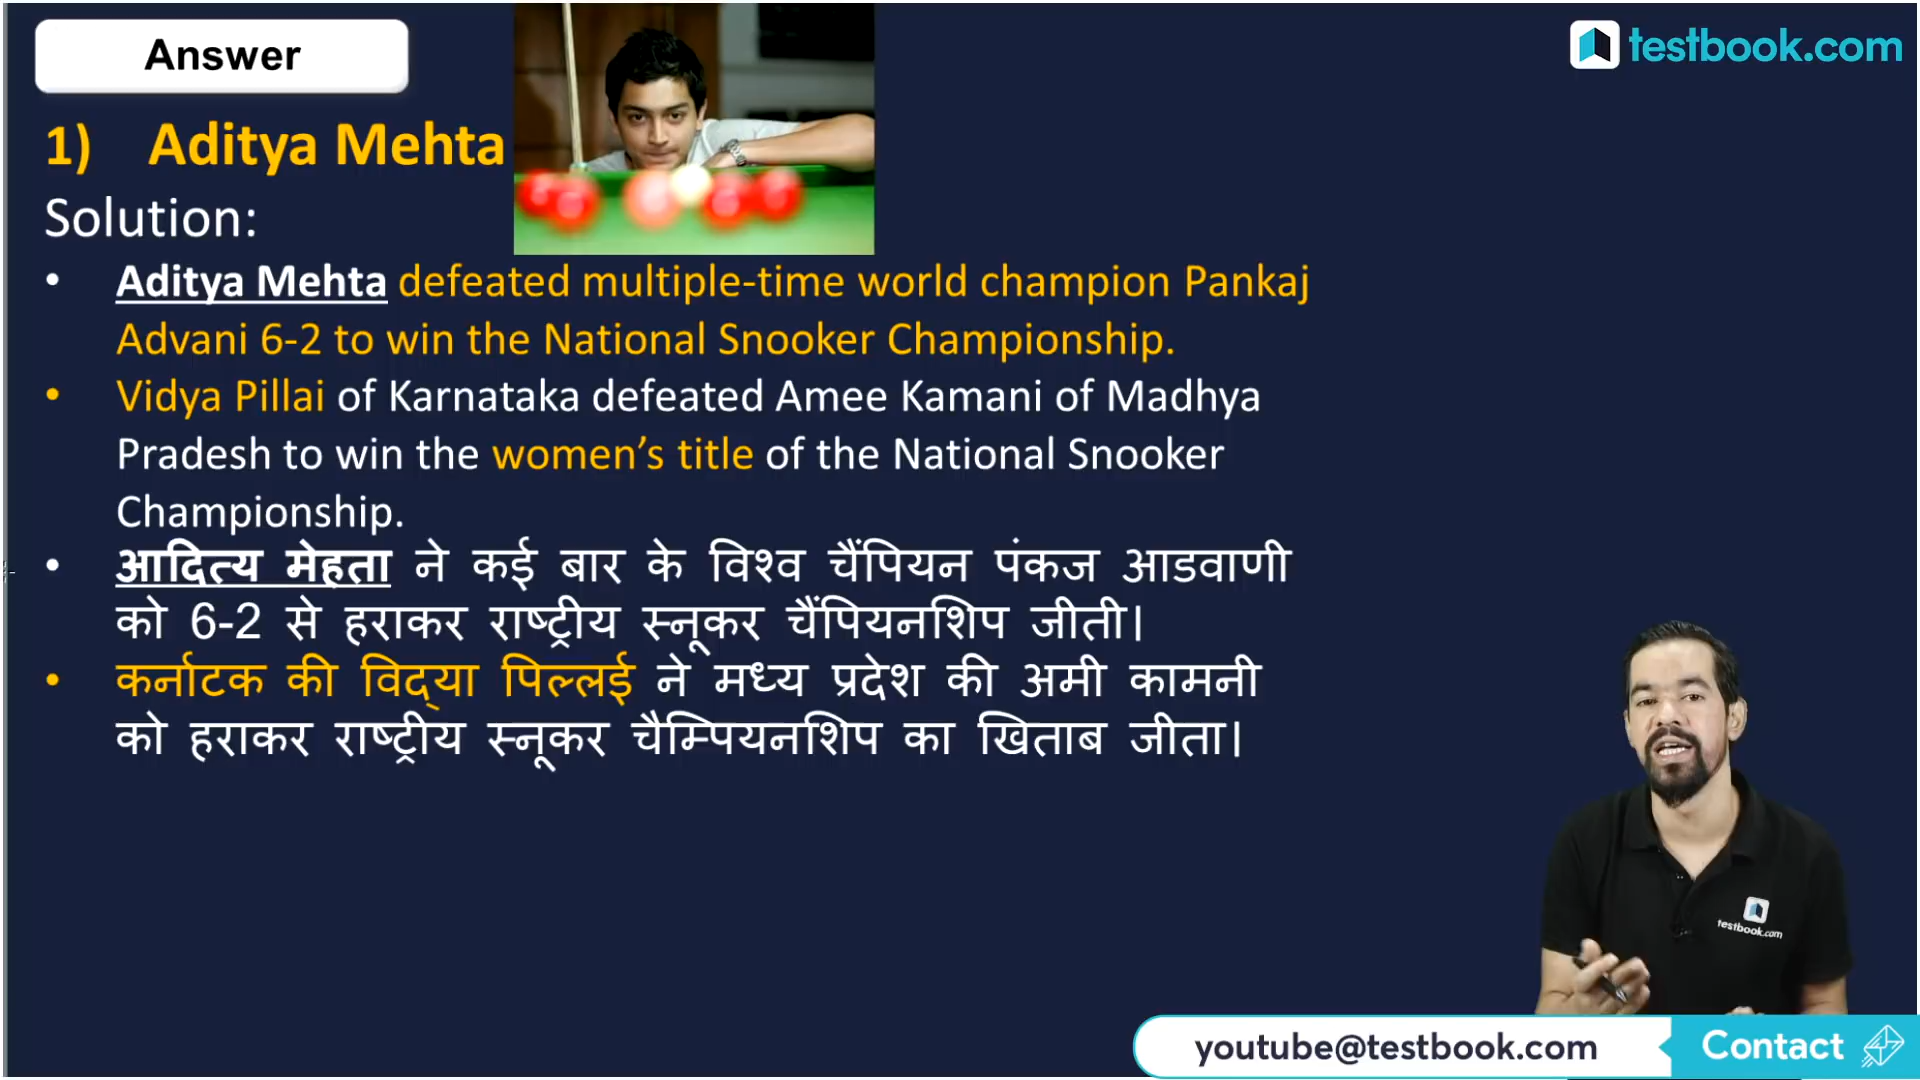 Answer
testbook.com
1) Aditya Mehta
Solution:
• Aditya Mehta defeated multiple-time world champion Pankaj
Advani 6-2 to win the National Snooker Championship.
• Vidya Pillai of Karnataka defeated Amee Kamani of Madhya
Pradesh to win the women’s title of the National Snooker
Championship.
• आदित्य मेहता ने कई बार के विश्व चैंपियन पंकज आडवाणी
को 6-2 से हराकर राष्ट्रीय स्नूकर चैंपियनशिप जीती।
• कर्नाटक की विद्या पिल्लई ने मध्य प्रदेश की अमी कामनी
को हराकर राष्ट्रीय स्नूकर चैम्पियनशिप का खिताब जीता।
testbook.com
youtube@testbook.com Contact